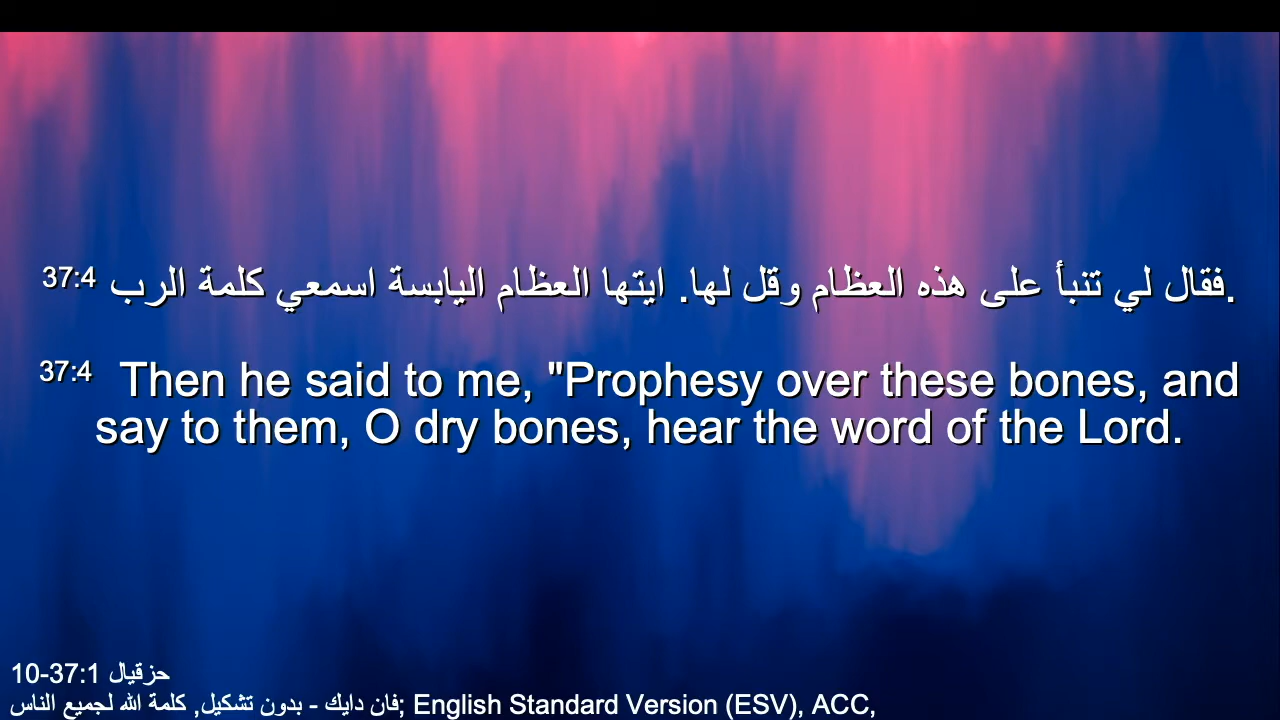 37:4 فقال لي تنبأ على هذه العظام وقل لها. ايتها العظام اليابسة اسمعي كلمة الرب.
37:4 Then he said to me, "Prophesy over these bones, and
say to them, O dry bones, hear the word of the Lord.
حزقيال 37:1-10
فان دايك - بدون تشكيل, كلمة الله لجميع الناس; English Standard Version (ESV), ACC,